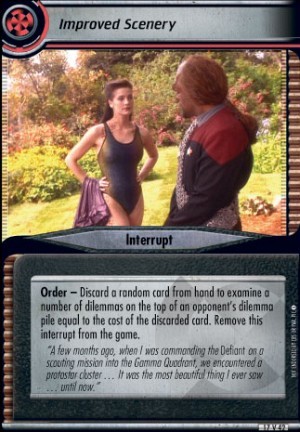 Improved Scenery
Interrupt
Order – Discard a random card from hand to examine a
number of dilemmas on the top of an opponent's dilemma
pile equal to the cost of the discarded card. Remove this
interrupt from the game.
"A few months ago, when I was commanding the Defiant on a
scouting mission into the Gamma Quadrant, we encountered a
protostar cluster ... It was the most beautiful thing I ever saw
... until now."
17 V 42